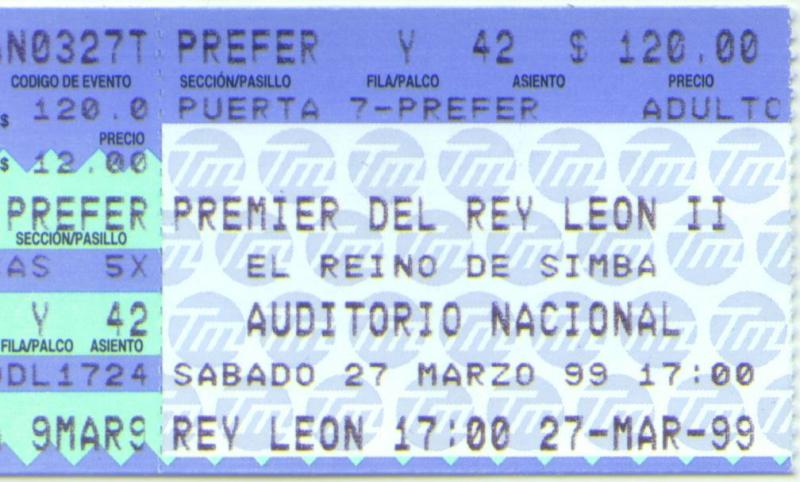 AN0327T PREFER Y 42 $ 120.00
CODIGO DE EVENTO SECCIÓN/PASILLO FILA/PALCO ASIENTO PRECIO
$ 120.0 PUERTA 7-PREFER ADULTO
PRECIO
$ 12.00
PREFER PREMIER DEL REY LEON II
SECCIÓN/PASILLO
AS 5X EL REINO DE SIMBA
Y 42 AUDITORIO NACIONAL
FILA/PALCO ASIENTO
DL1724 SABADO 27 MARZO 99 17:00
9MAR9 REY LEON 17:00 27-MAR-99